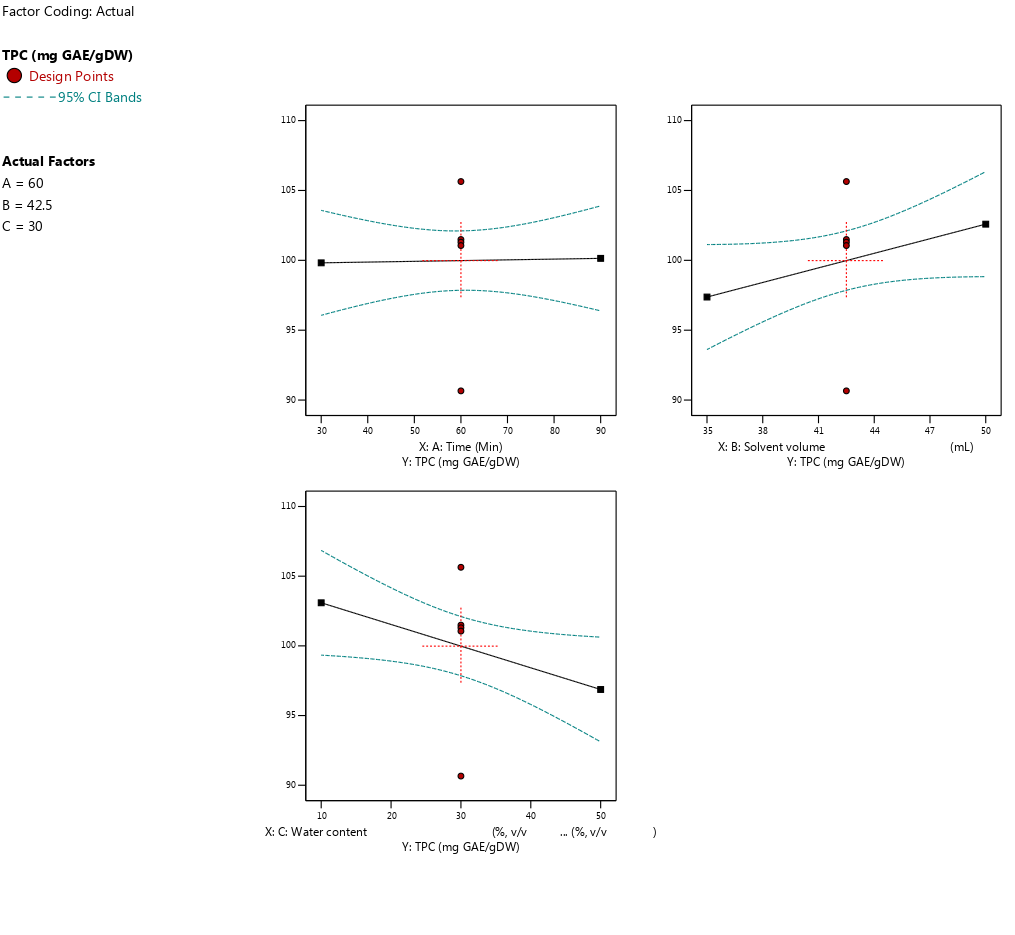 Factor Coding: Actual
TPC (mg GAE/gDW)
Design Points
95% CI Bands
Actual Factors
A = 60
B = 42.5
C = 30
110
105
100
95
90
30 40 50 60 70 80 90
X: A: Time (Min)
Y: TPC (mg GAE/gDW)
110
105
100
95
90
35 38 41 44 47 50
X: B: Solvent volume (mL)
Y: TPC (mg GAE/gDW)
110
105
100
95
90
10 20 30 40 50
X: C: Water content (%, v/v ... (%, v/v )
Y: TPC (mg GAE/gDW)